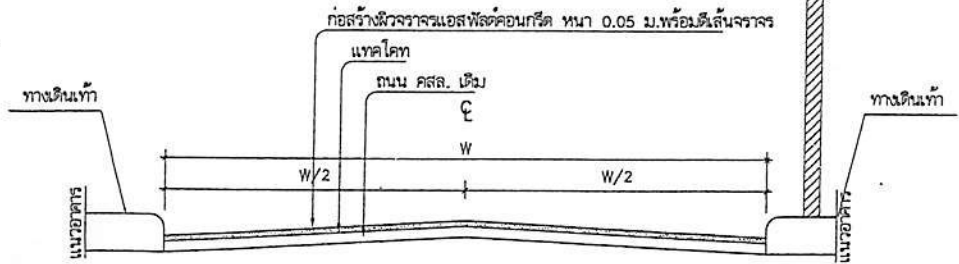 ก่อสร้างผิวจราจรแอสฟัลต์คอนกรีต หนา 0.05 ม.พร้อมตีเส้นจราจร
แทคโคท
ถนน คสล. เดิม
ทางเดินเท้า
ทางเดินเท้า
℄
W
W/2
W/2
แนวอาคาร
แนวอาคาร